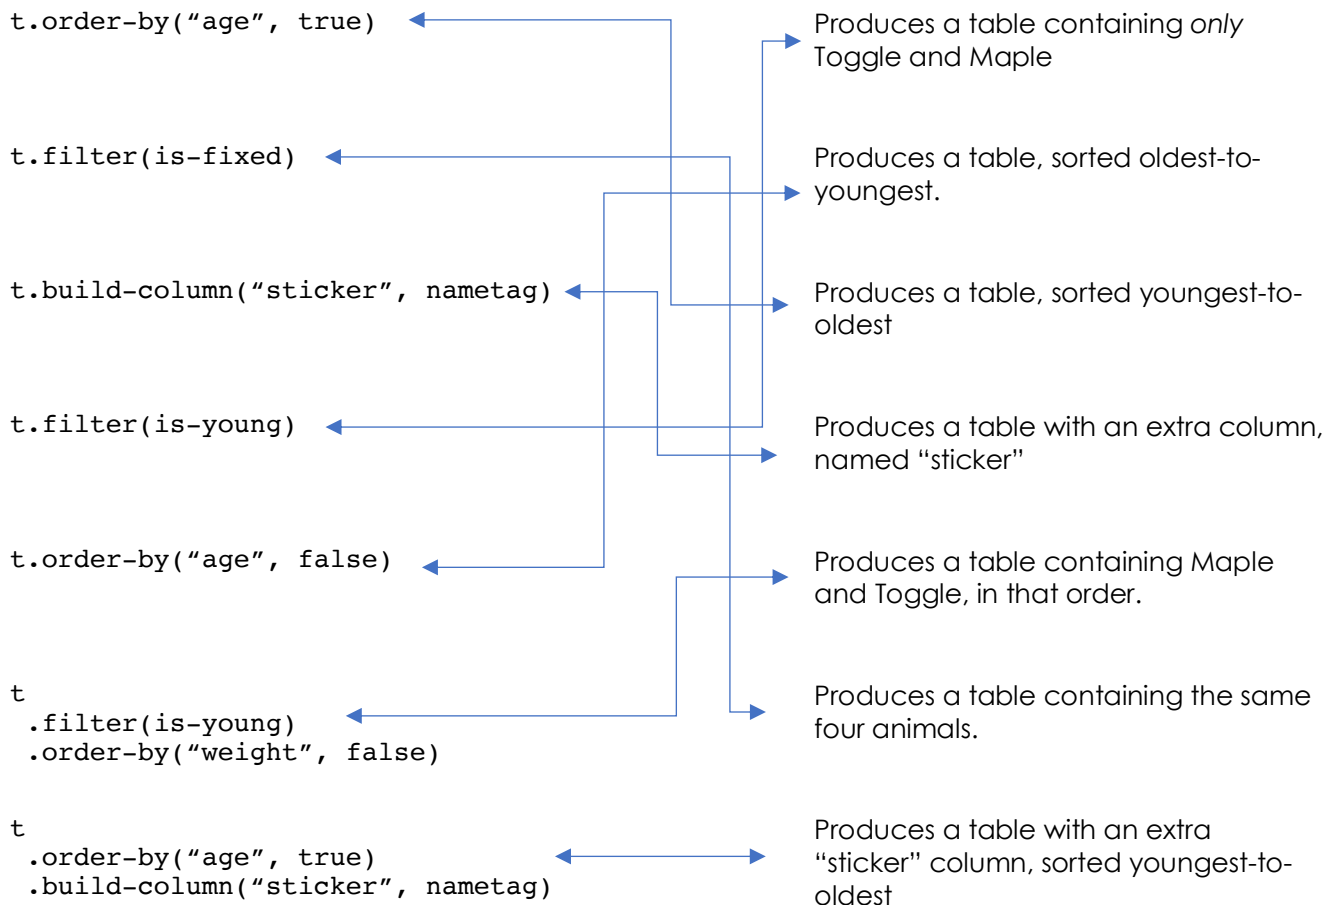 t.order-by(“age”, true)
Produces a table containing only
Toggle and Maple
t.filter(is-fixed)
Produces a table, sorted oldest-to-
youngest.
t.build-column(“sticker”, nametag)
Produces a table, sorted youngest-to-
oldest
t.filter(is-young)
Produces a table with an extra column,
named “sticker”
t.order-by(“age”, false)
Produces a table containing Maple
and Toggle, in that order.
t
.filter(is-young)
.order-by(“weight”, false)
Produces a table containing the same
four animals.
t
.order-by(“age”, true)
.build-column(“sticker”, nametag)
Produces a table with an extra
“sticker” column, sorted youngest-to-
oldest